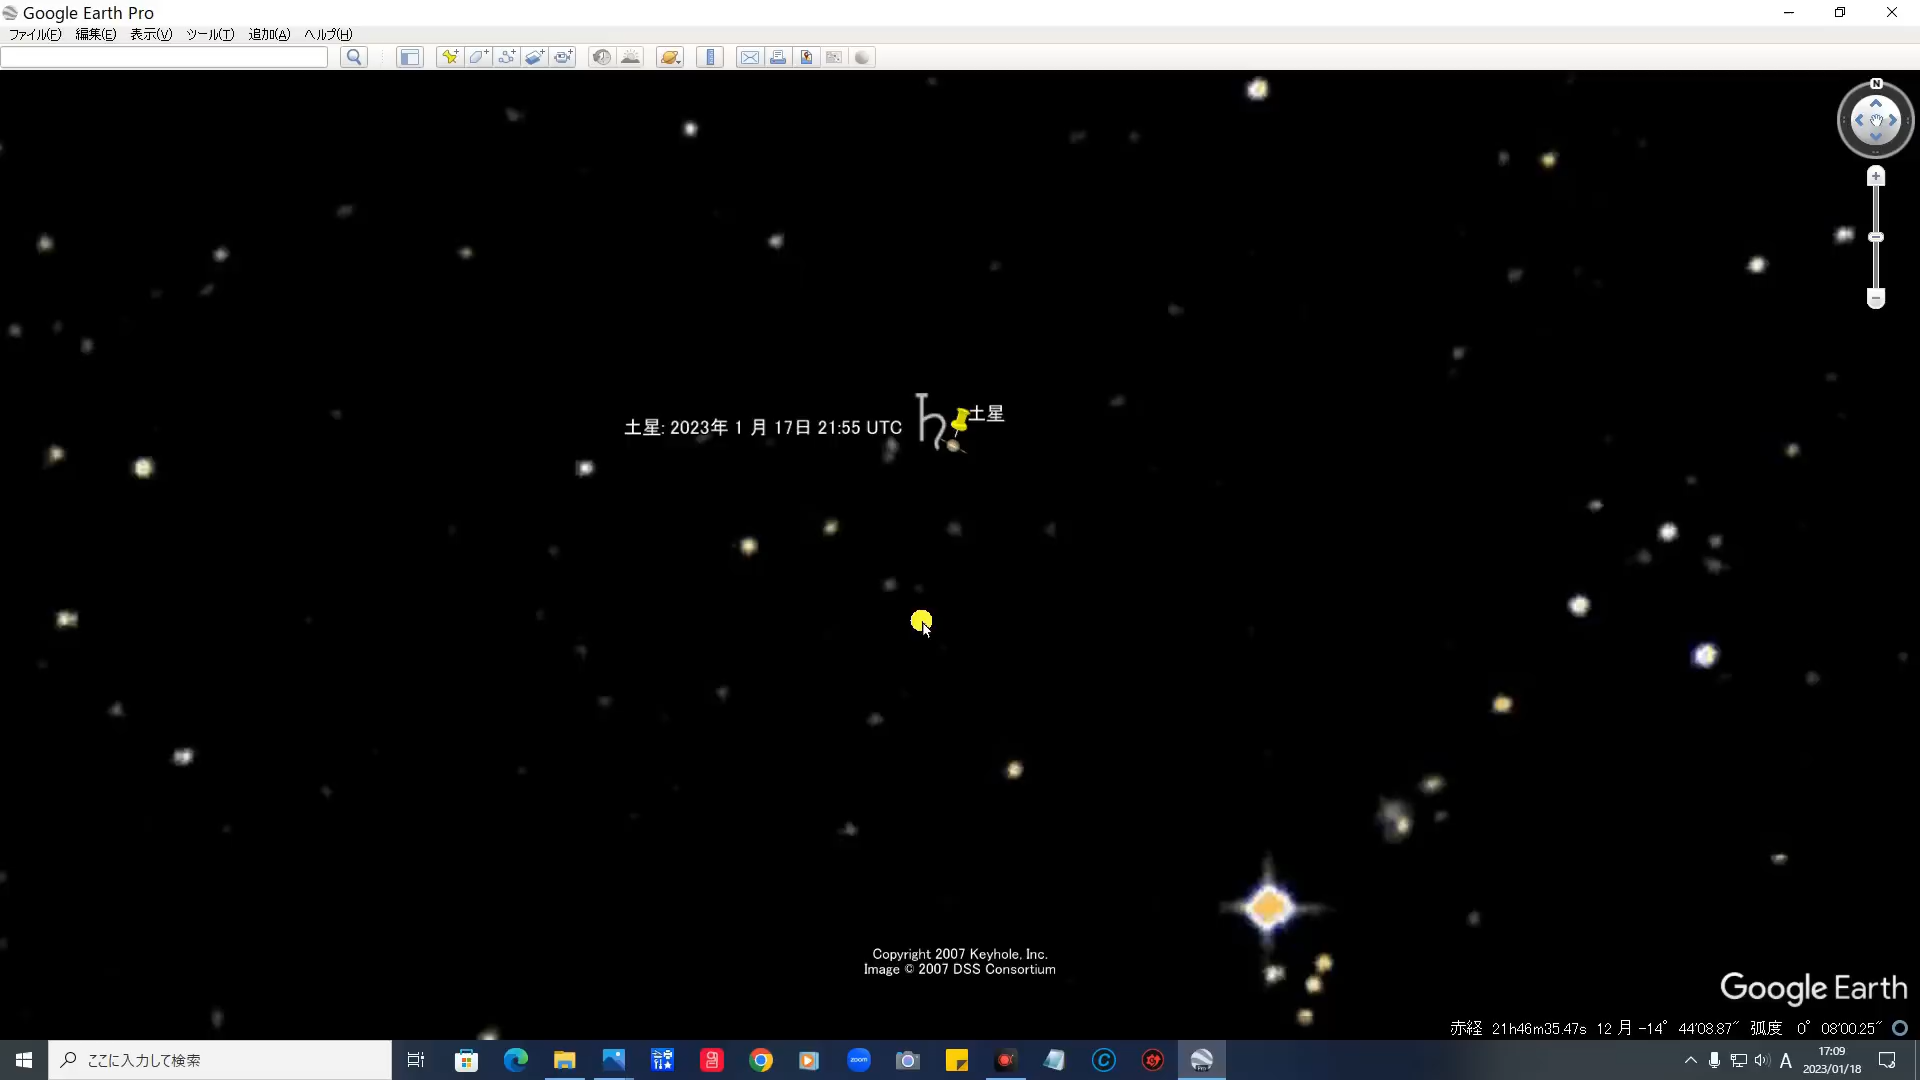 Google Earth Pro
ファイル(F) 編集(E) 表示(V) ツール(T) 追加(A) ヘルプ(H)
N
土星
土星: 2023年 1 月 17日 21:55 UTC
Copyright 2007 Keyhole, Inc.
Image © 2007 DSS Consortium
Google Earth
赤経 21h46m35.47s 12 月 -14° 44'08.87" 弧度 0° 08'00.25"
ここに入力して検索
zoom
A
17:09
2023/01/18